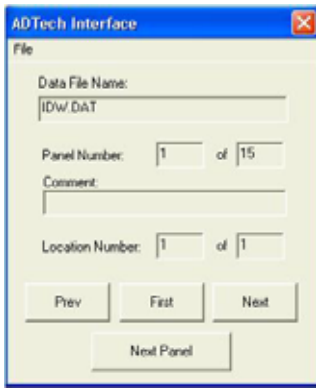 ADTech Interface
File
Data File Name:
IDW.DAT
Panel Number: 1 of 15
Comment:
Location Number: 1 of 1
Prev First Next
Next Panel